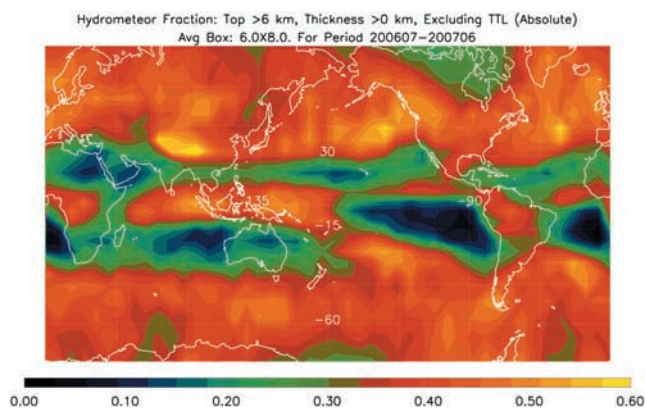 Hydrometeor Fraction: Top >6 km, Thickness >0 km, Excluding TTL (Absolute)
Avg Box: 6.0X8.0. For Period 200607-200706
30
135
-90
-15
-60
0.00 0.10 0.20 0.30 0.40 0.50 0.60